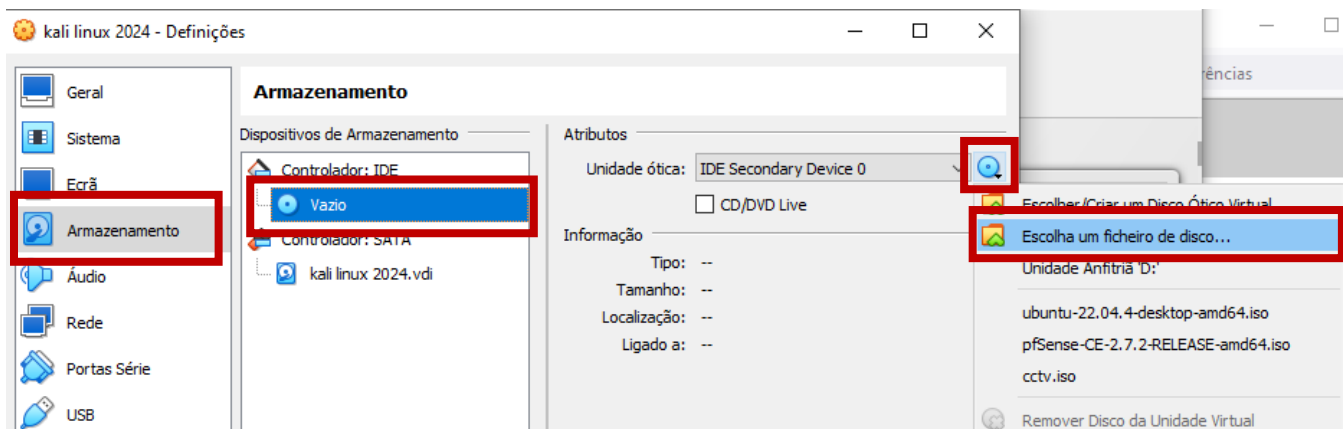 kali linux 2024 - Definições
Geral
Sistema
Ecrã
Armazenamento
Áudio
Rede
Portas Série
USB
Armazenamento
Dispositivos de Armazenamento
Controlador: IDE
Vazio
Controlador: SATA
kali linux 2024.vdi
Atributos
Unidade ótica: IDE Secondary Device 0
CD/DVD Live
Informação
Tipo: --
Tamanho: --
Localização: --
Ligado a: --
rências
Escolher/Criar um Disco Ótico Virtual
Escolha um ficheiro de disco...
Unidade Anfitriã 'D:'
ubuntu-22.04.4-desktop-amd64.iso
pfSense-CE-2.7.2-RELEASE-amd64.iso
cctv.iso
Remover Disco da Unidade Virtual